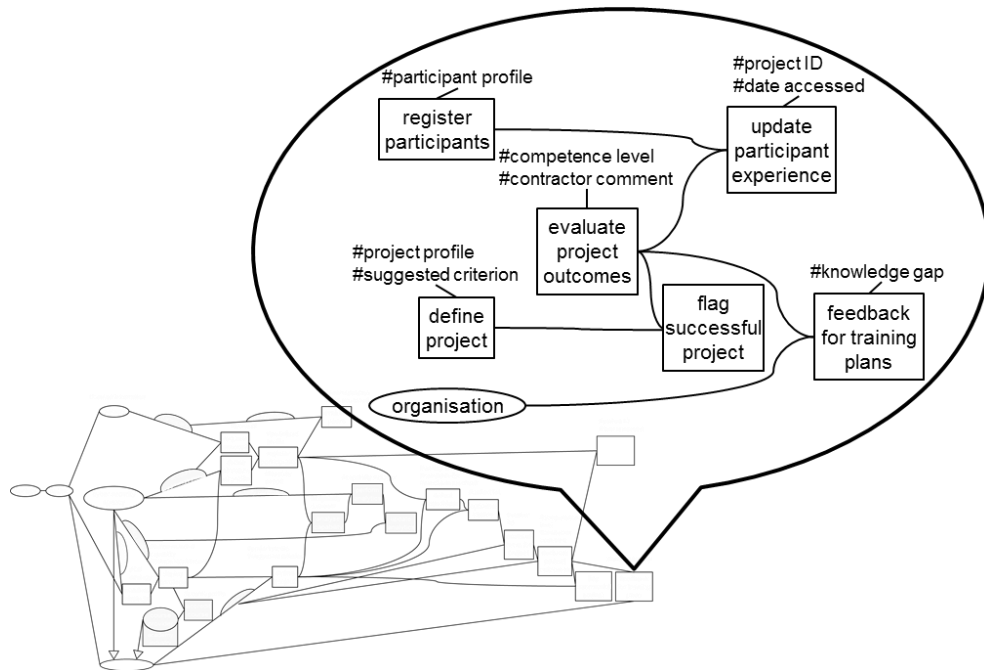 #participant profile
register
participants
#project ID
#date accessed
update
participant
experience
#competence level
#contractor comment
evaluate
project
outcomes
#project profile
#suggested criterion
define
project
flag
successful
project
#knowledge gap
feedback
for training
plans
organisation